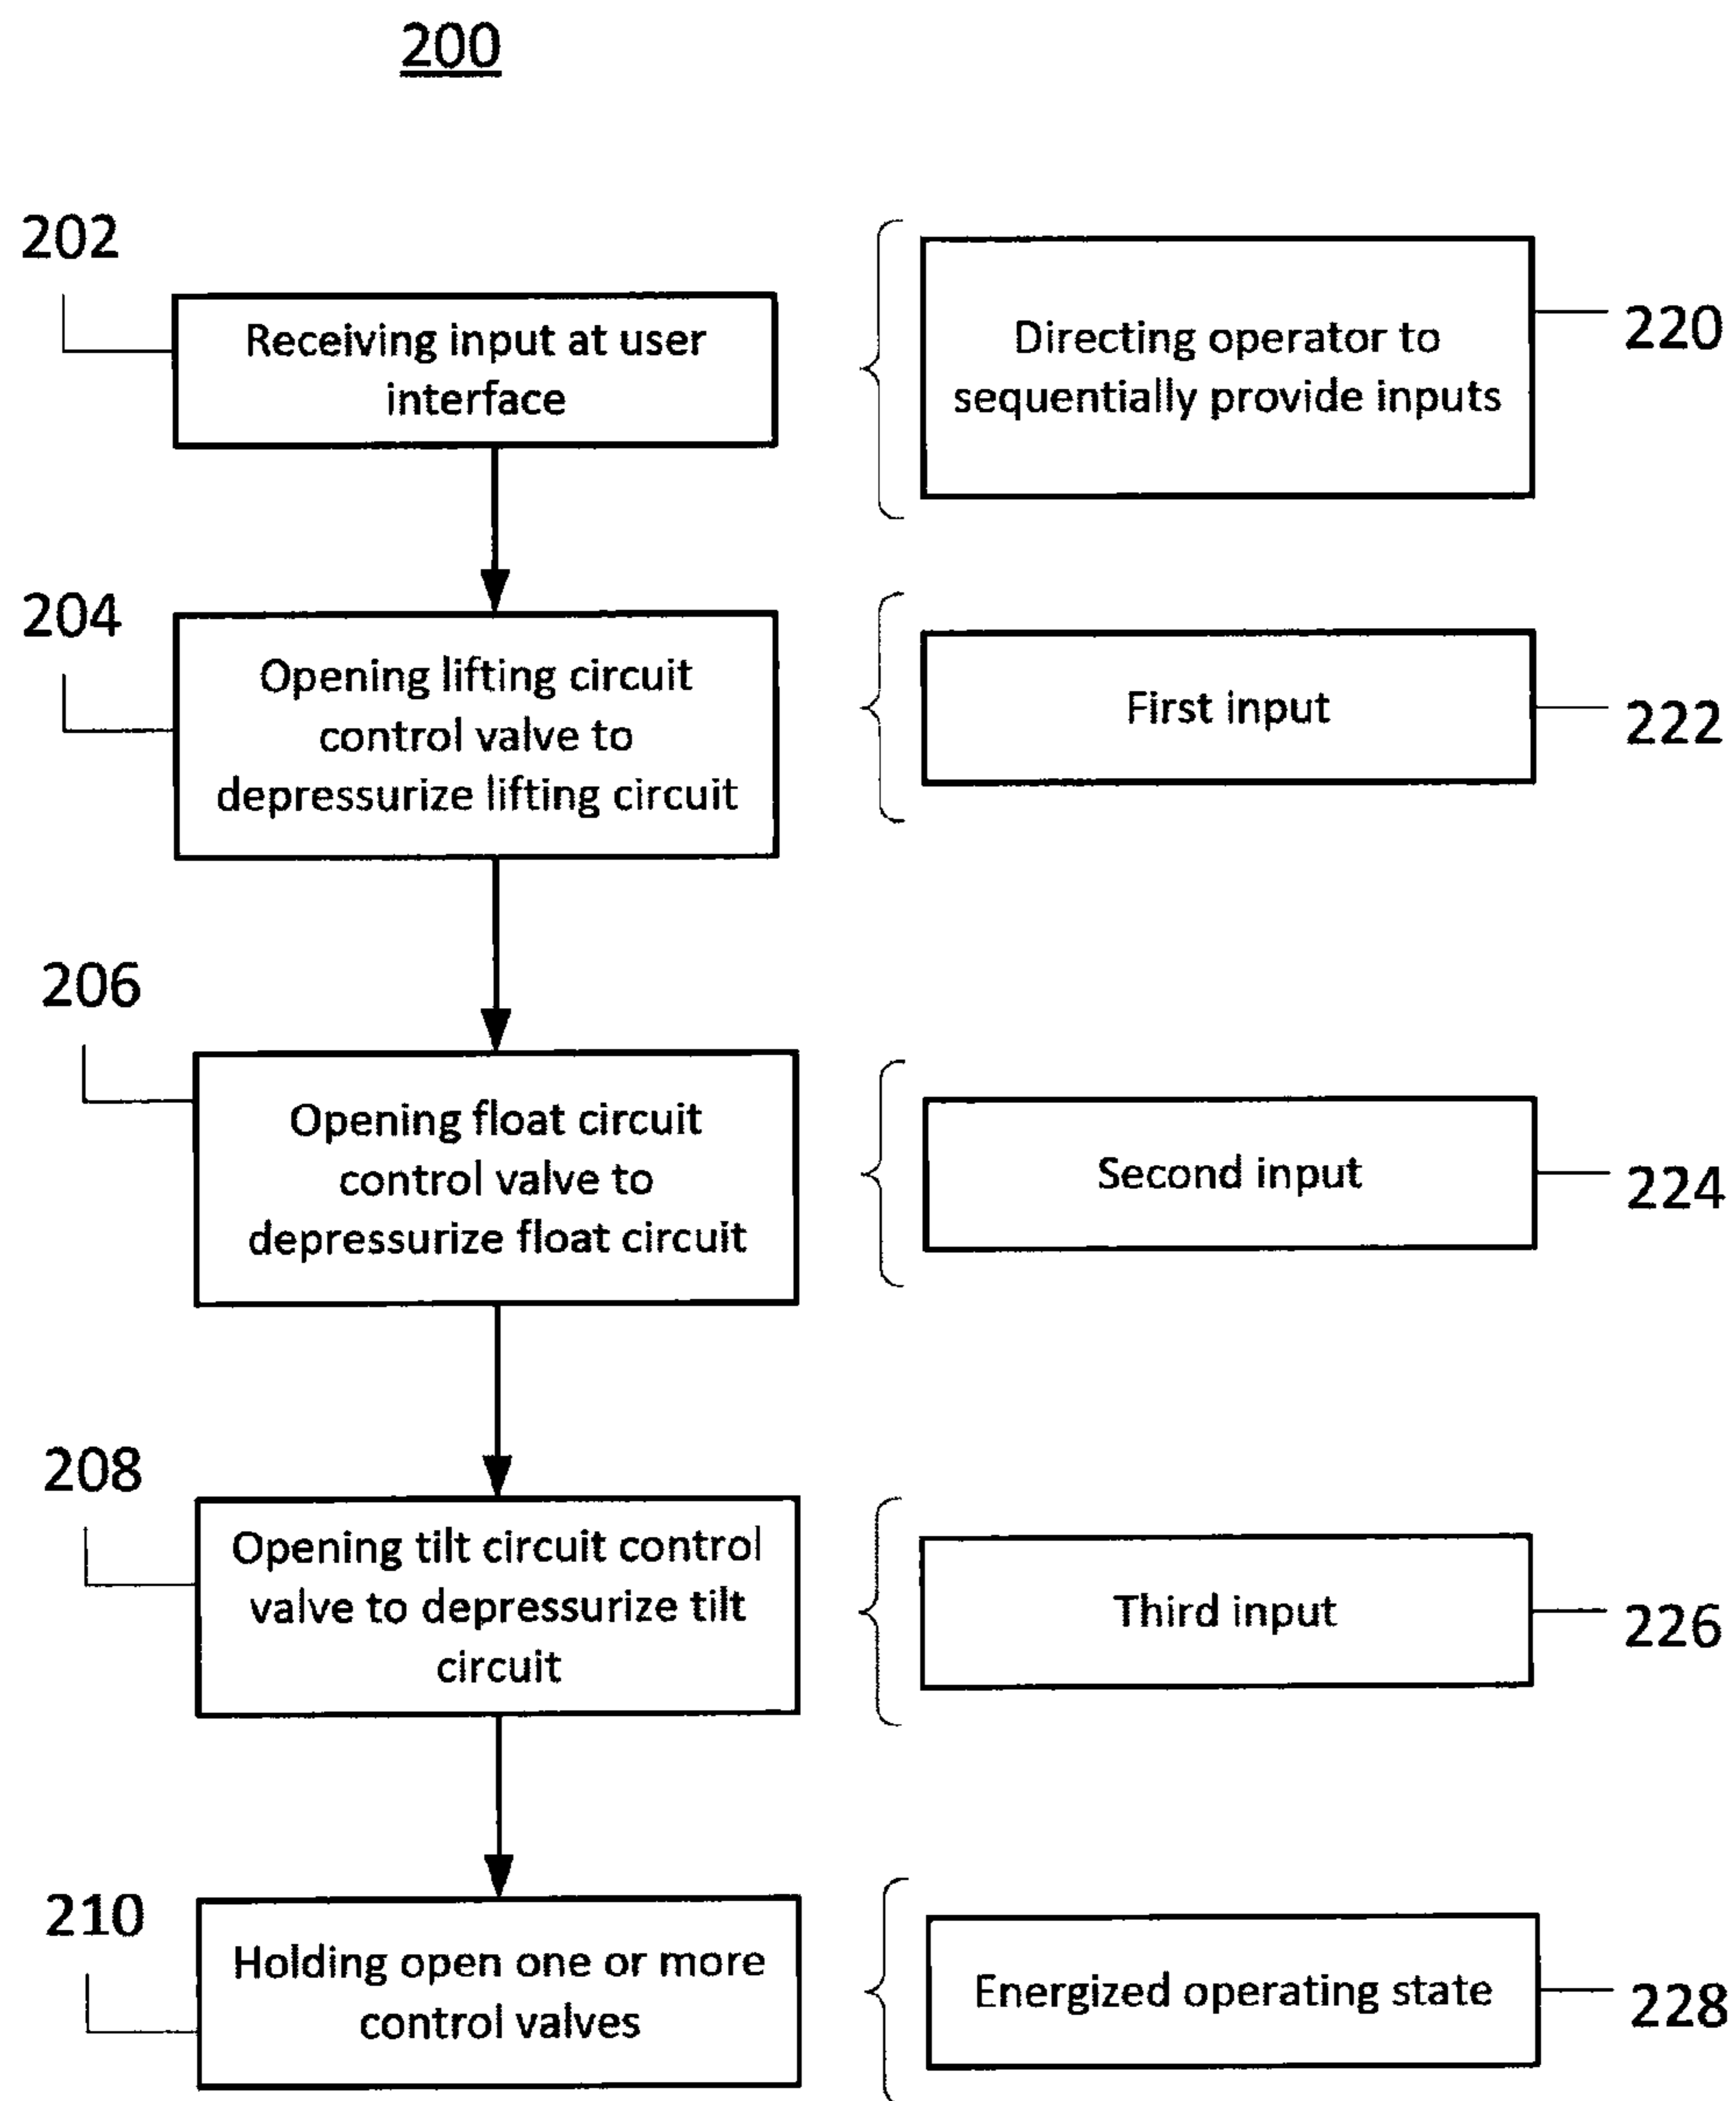 200
202
Receiving input at user
interface
Directing operator to
sequentially provide inputs
220
204
Opening lifting circuit
control valve to
depressurize lifting circuit
First input
222
206
Opening float circuit
control valve to
depressurize float circuit
Second input
224
208
Opening tilt circuit control
valve to depressurize tilt
circuit
Third input
226
210
Holding open one or more
control valves
Energized operating state
228